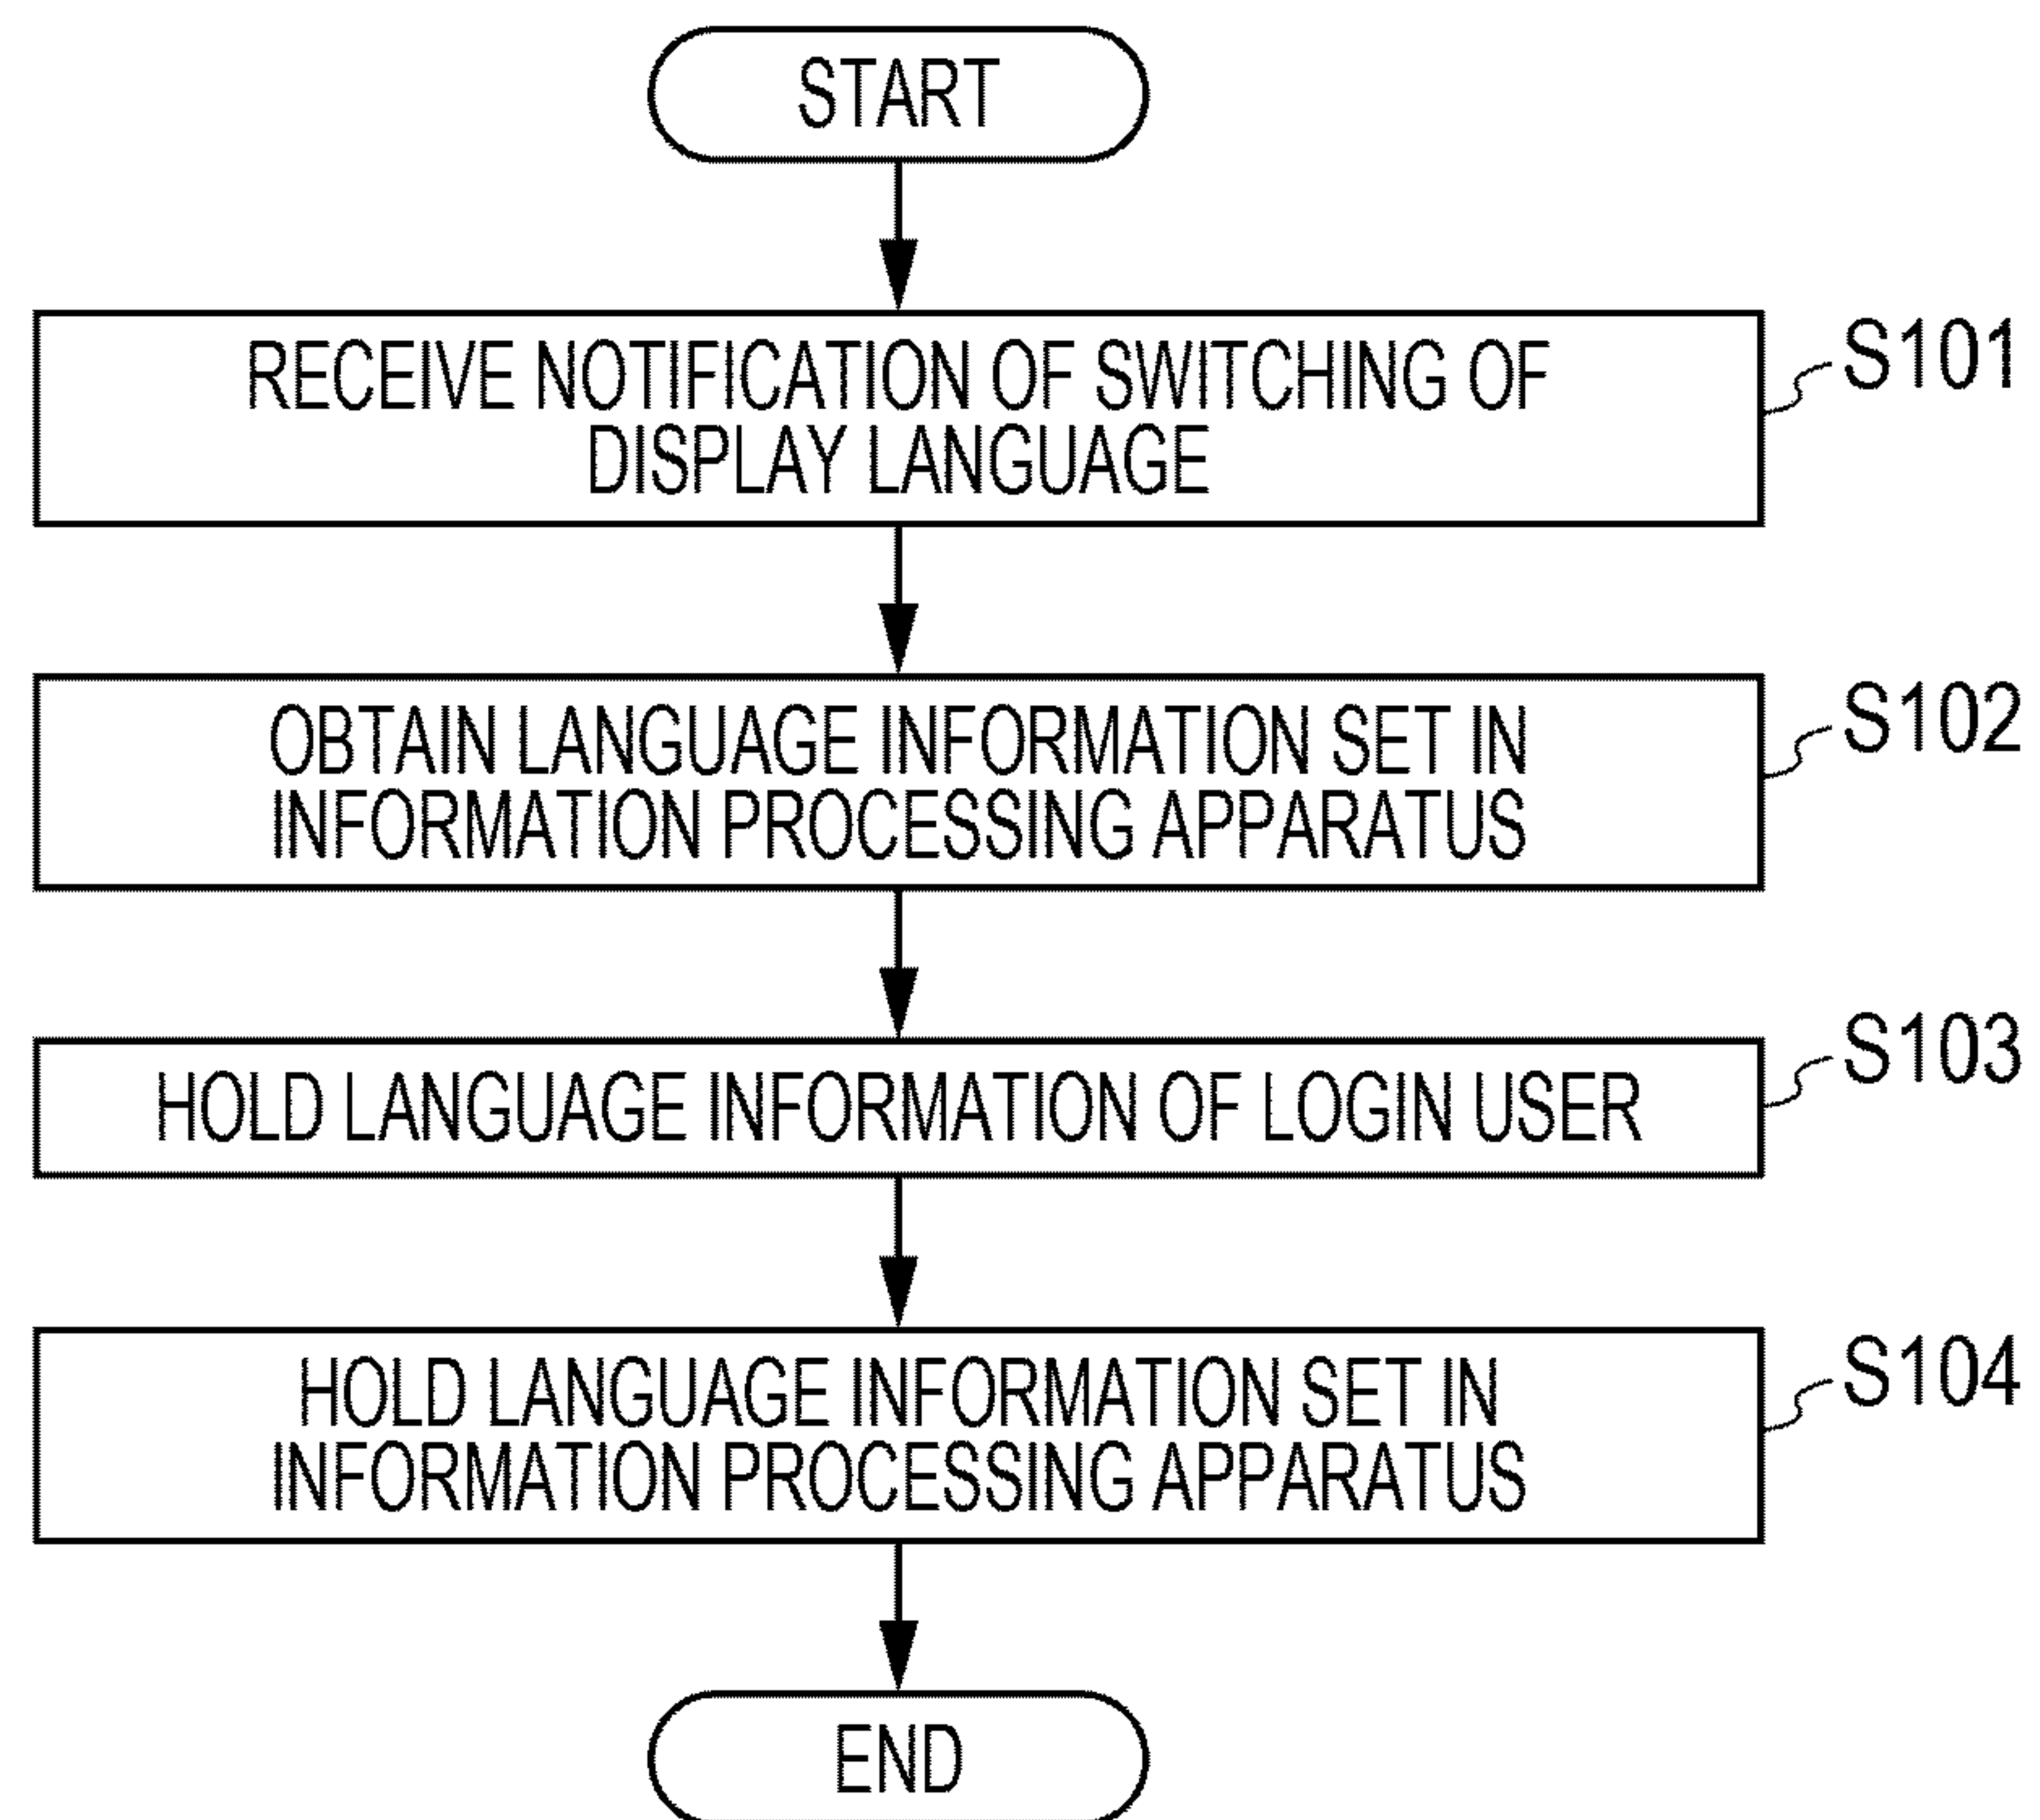 START
RECEIVE NOTIFICATION OF SWITCHING OF
DISPLAY LANGUAGE
S101
OBTAIN LANGUAGE INFORMATION SET IN
INFORMATION PROCESSING APPARATUS
S102
HOLD LANGUAGE INFORMATION OF LOGIN USER
S103
HOLD LANGUAGE INFORMATION SET IN
INFORMATION PROCESSING APPARATUS
S104
END